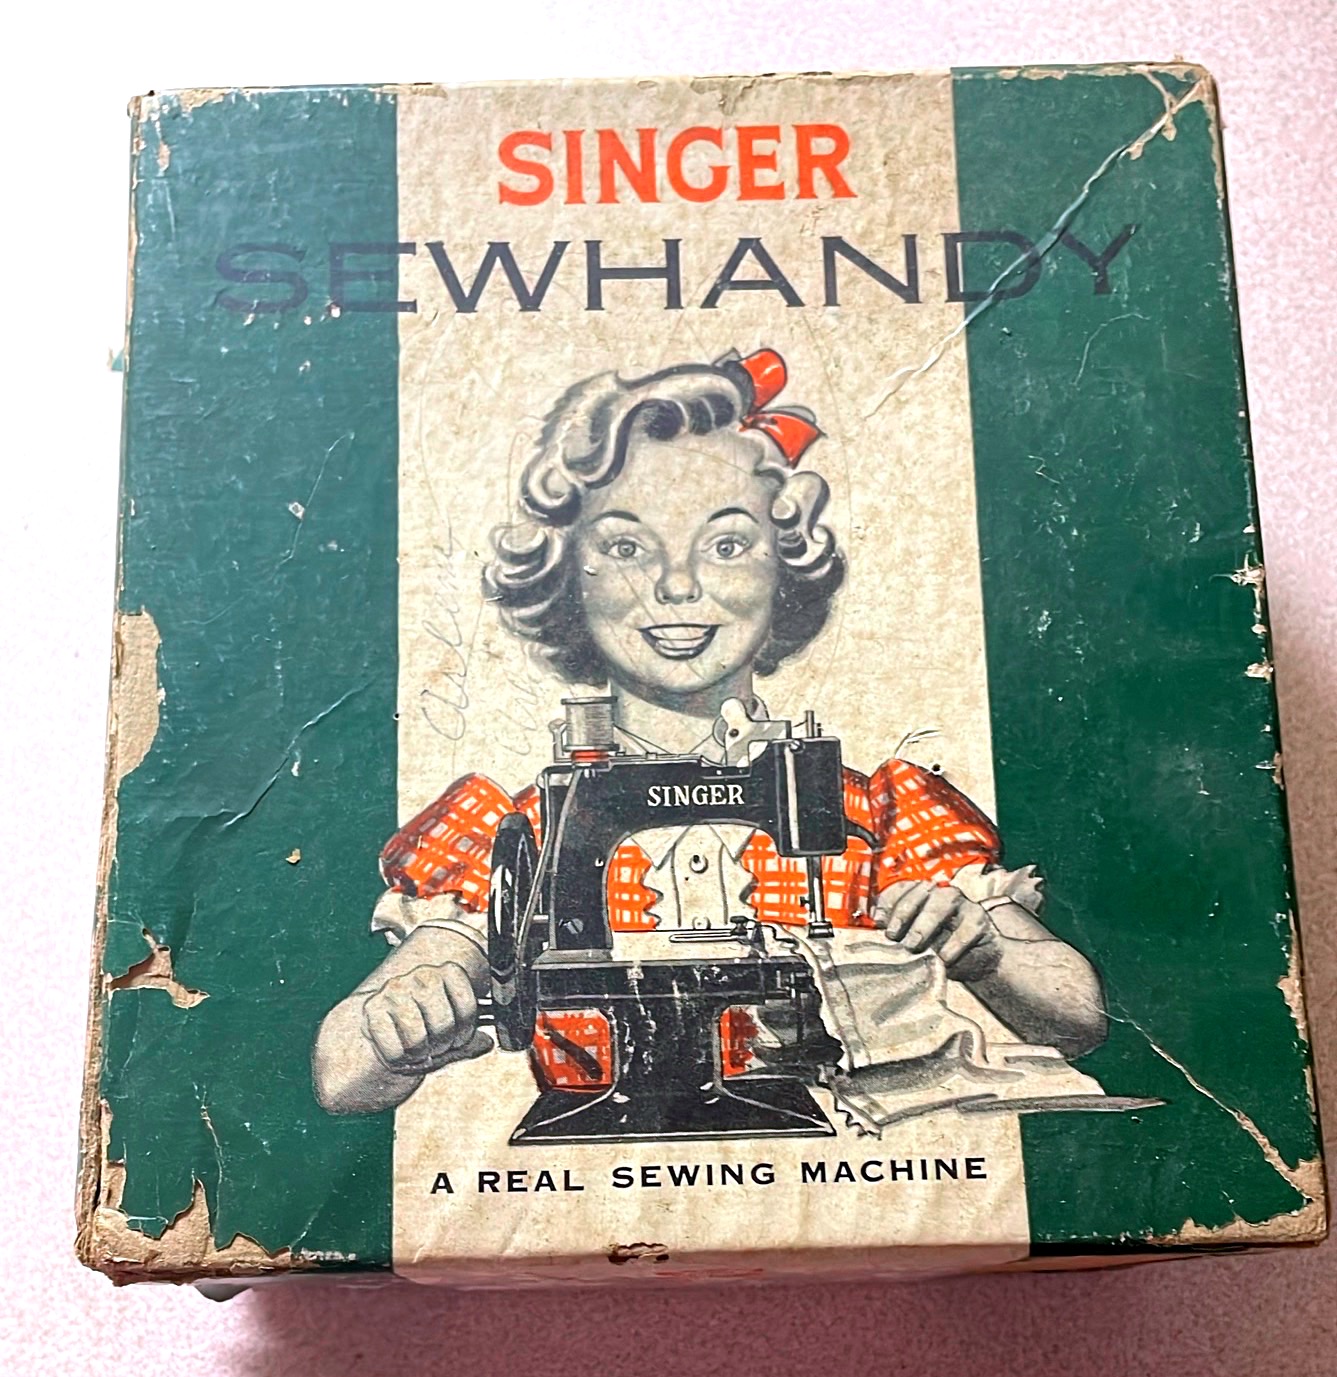 SINGER
SEWHANDY
SINGER
A REAL SEWING MACHINE